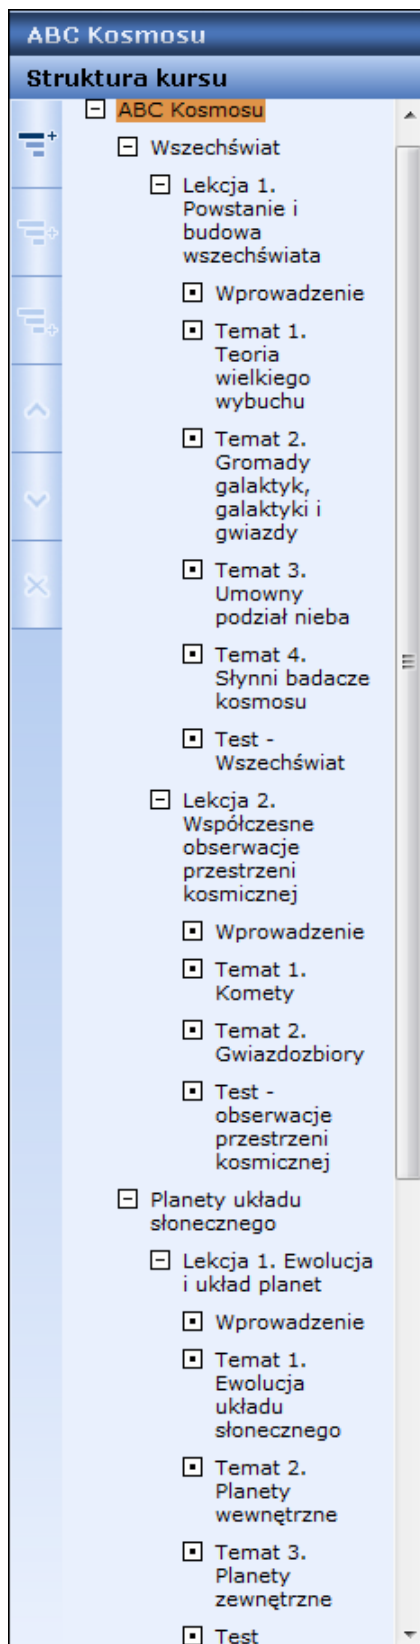 ABC Kosmosu
Struktura kursu
ABC Kosmosu
Wszechświat
Lekcja 1.
Powstanie i
budowa
wszechświata
Wprowadzenie
Temat 1.
Teoria
wielkiego
wybuchu
Temat 2.
Gromady
galaktyk,
galaktyki i
gwiazdy
Temat 3.
Umowny
podział nieba
Temat 4.
Słynni badacze
kosmosu
Test -
Wszechświat
Lekcja 2.
Współczesne
obserwacje
przestrzeni
kosmicznej
Wprowadzenie
Temat 1.
Komety
Temat 2.
Gwiazdozbiory
Test -
obserwacje
przestrzeni
kosmicznej
Planety układu
słonecznego
Lekcja 1. Ewolucja
i układ planet
Wprowadzenie
Temat 1.
Ewolucja
układu
słonecznego
Temat 2.
Planety
wewnętrzne
Temat 3.
Planety
zewnętrzne
Test